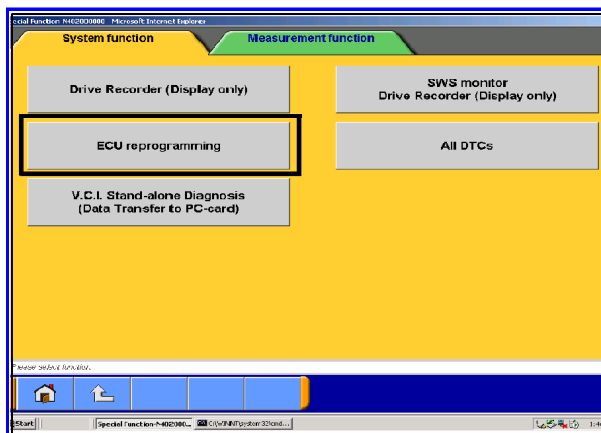 ecial Function N402000000 Microsoft Internet Explorer
System function
Measurement function
Drive Recorder (Display only)
SWS monitor
Drive Recorder (Display only)
ECU reprogramming
All DTCs
V.C.I. Stand-alone Diagnosis
(Data Transfer to PC-card)
Please select function.
Start
Special Function-N402000...
C:\WINNT\System32\cmd...